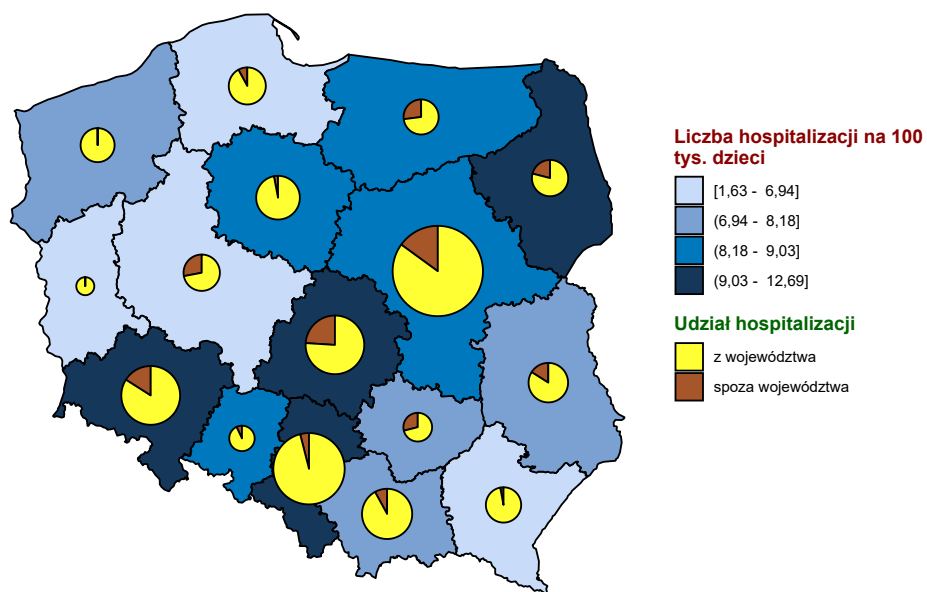 Liczba hospitalizacji na 100
tys. dzieci
[1,63 - 6,94]
(6,94 - 8,18]
(8,18 - 9,03]
(9,03 - 12,69]
Udział hospitalizacji
z województwa
spoza województwa